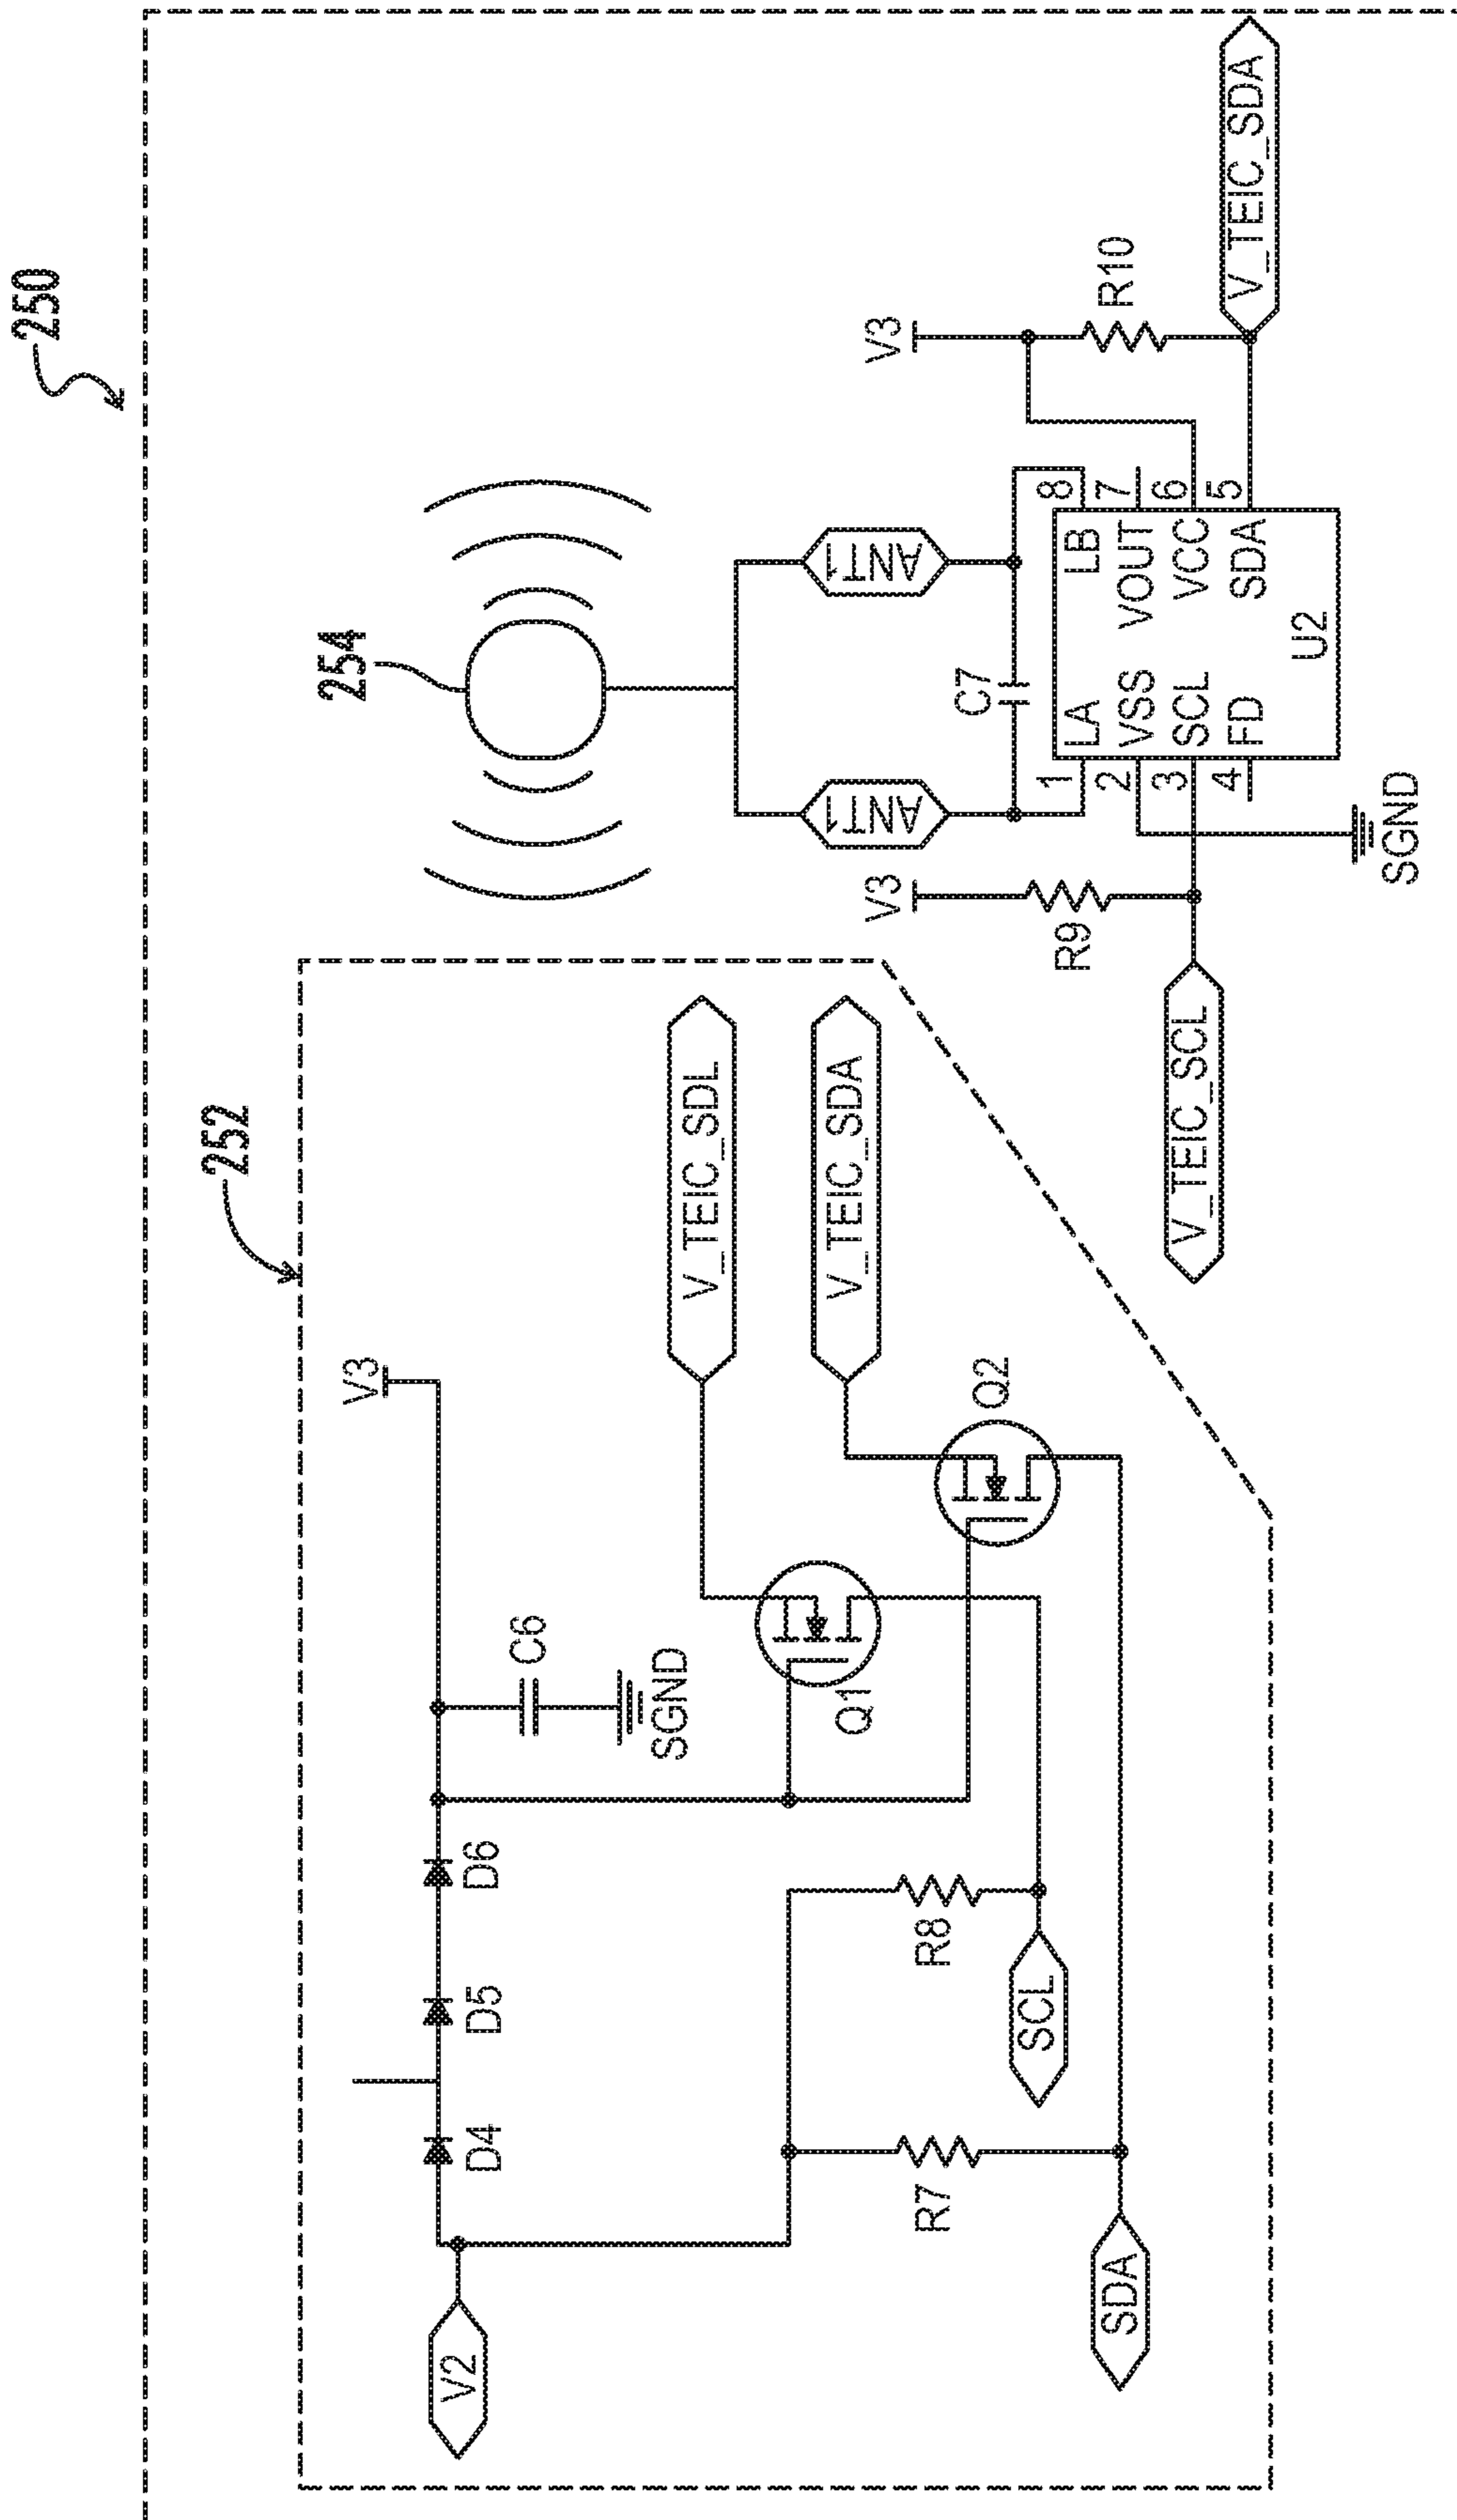 250
252
254
V2
D4
D5
D6
V3
C6
SGND
V_TEIC_SDL
V_TEIC_SDA
Q1
Q2
R7
R8
SCL
SDA
ANT1
ANT1
C7
V3
R9
V_TEIC_SCL
1 LA
2 VSS
3 SCL
4 FD
LB 8
VOUT 7
VCC 6
SDA 5
U2
SGND
V3
R10
V_TEIC_SDA